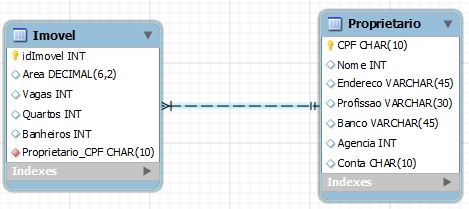 Imovel
idImovel INT
Area DECIMAL(6,2)
Vagas INT
Quartos INT
Banheiros INT
Proprietario_CPF CHAR(10)
Indexes
Proprietario
CPF CHAR(10)
Nome INT
Endereco VARCHAR(45)
Profissao VARCHAR(30)
Banco VARCHAR(45)
Agencia INT
Conta CHAR(10)
Indexes